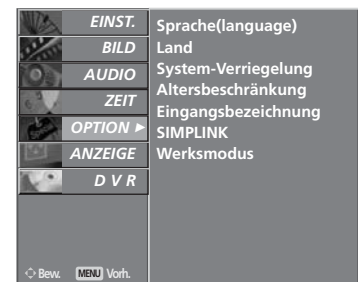 EINST.
BILD
AUDIO
ZEIT
OPTION ►
ANZEIGE
D V R
Sprache(language)
Land
System-Verriegelung
Altersbeschränkung
Eingangsbezeichnung
SIMPLINK
Werksmodus
Bew. MENU Vorh.